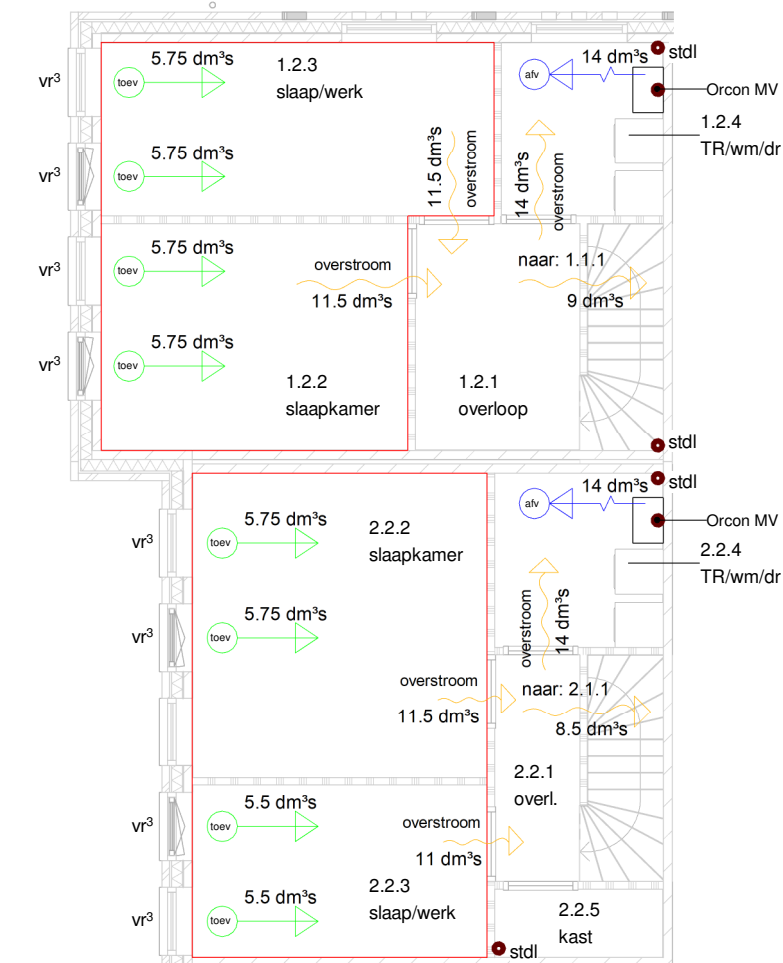 5.75 dm³s
14 dm³s
stdl
vr³
toev
1.2.3
slaap/werk
afv
Orcon MV
1.2.4
TR/wm/dr
5.75 dm³s
vr³
toev
11.5 dm³s
overstroom
14 dm³s
overstroom
5.75 dm³s
vr³
toev
overstroom
11.5 dm³s
naar: 1.1.1
9 dm³s
5.75 dm³s
vr³
toev
1.2.2
slaapkamer
1.2.1
overloop
stdl
stdl
14 dm³s
5.75 dm³s
vr³
toev
2.2.2
slaapkamer
afv
Orcon MV
2.2.4
TR/wm/dr
5.75 dm³s
vr³
toev
overstroom
14 dm³s
overstroom
11.5 dm³s
naar: 2.1.1
8.5 dm³s
2.2.1
overl.
5.5 dm³s
vr³
toev
overstroom
11 dm³s
5.5 dm³s
vr³
toev
2.2.3
slaap/werk
2.2.5
kast
stdl